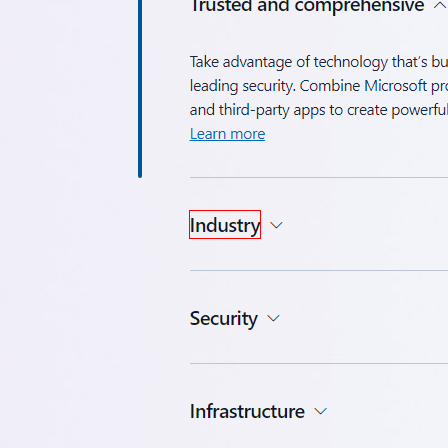 Trusted and comprehensive
Take advantage of technology that's bu
leading security. Combine Microsoft pr
and third-party apps to create powerful
Learn more
Industry
Security
Infrastructure